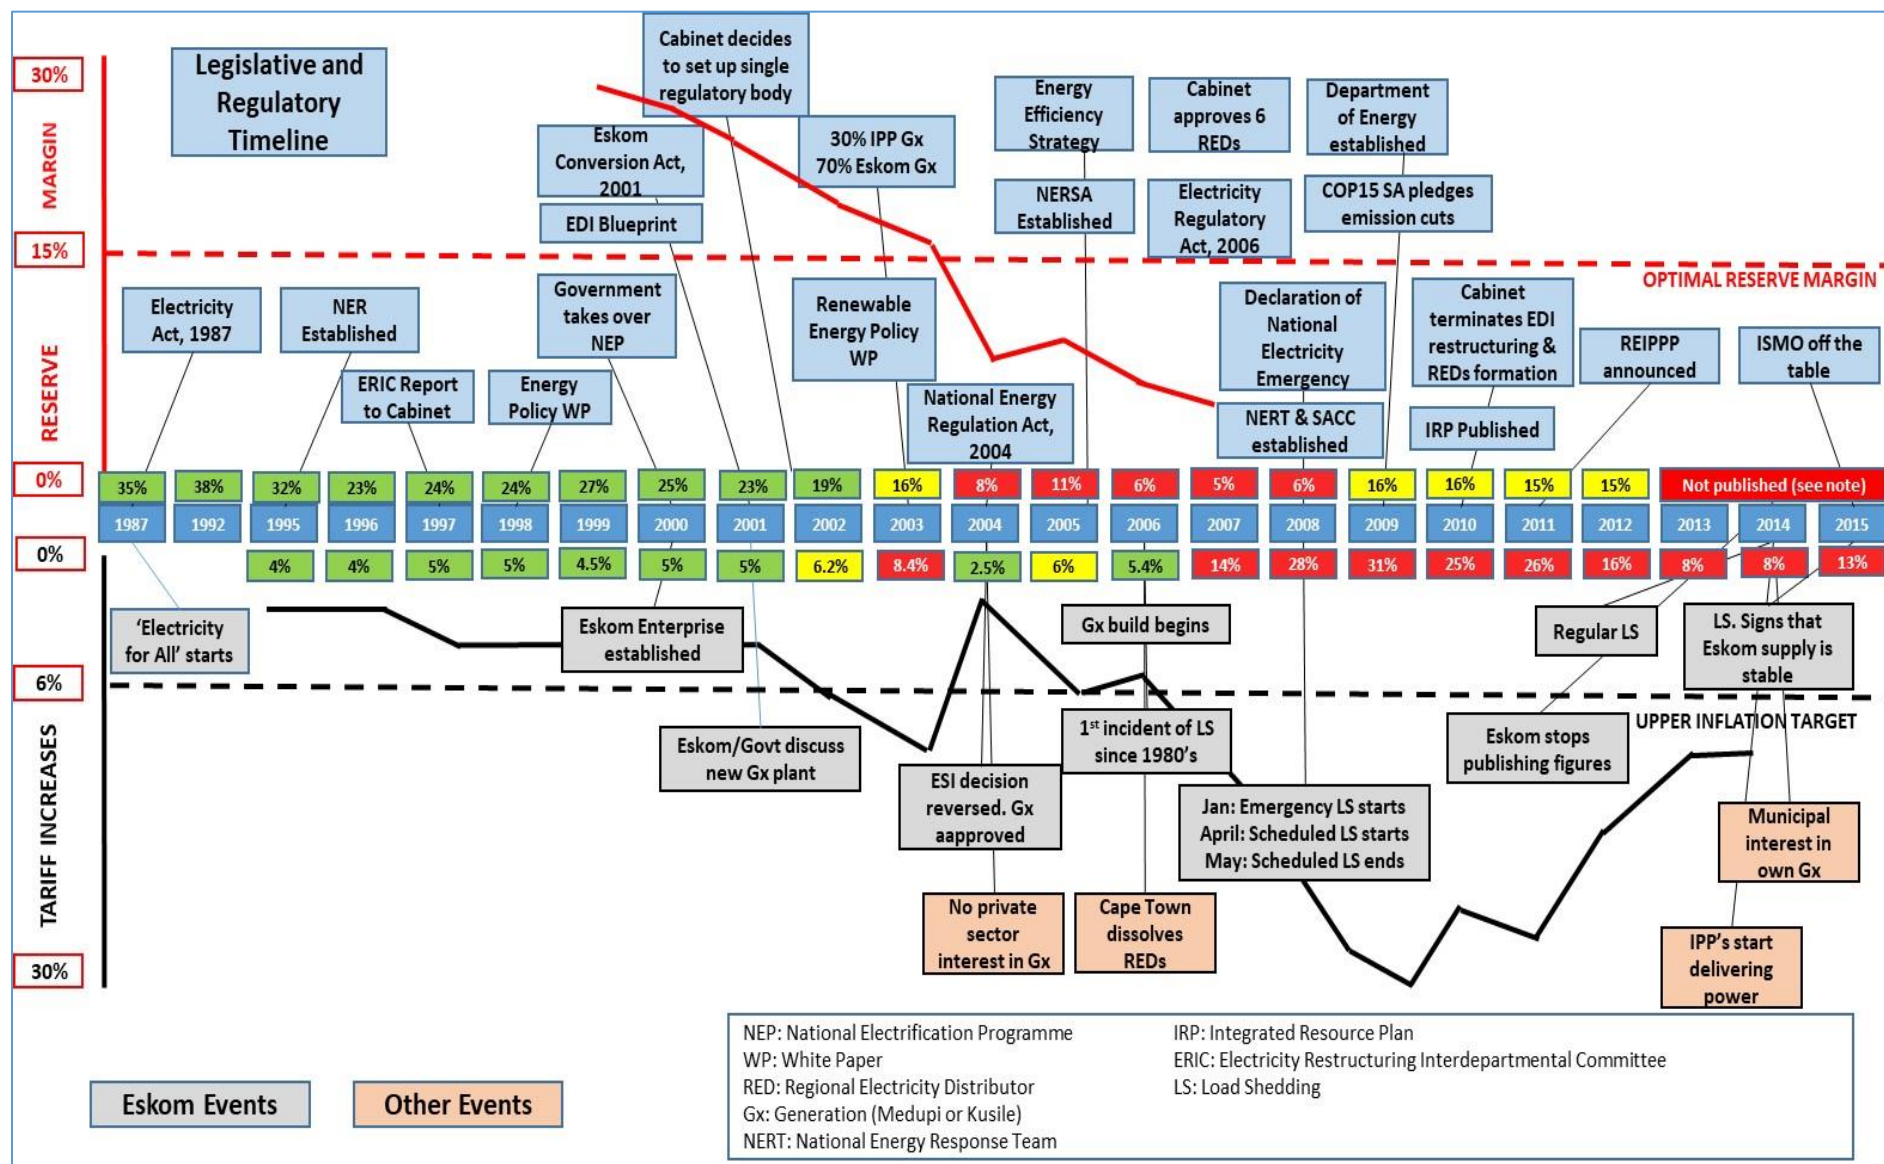 Legislative and
Regulatory
Timeline
30%
MARGIN
15%
RESERVE
0%
Cabinet decides
to set up single
regulatory body
Eskom
Conversion Act,
2001
EDI Blueprint
30% IPP Gx
70% Eskom Gx
Energy
Efficiency
Strategy
NERSA
Established
Cabinet
approves 6
REDs
Electricity
Regulatory
Act, 2006
Department
of Energy
established
COP15 SA pledges
emission cuts
OPTIMAL RESERVE MARGIN
Electricity
Act, 1987
NER
Established
ERIC Report
to Cabinet
Energy
Policy WP
Government
takes over
NEP
Renewable
Energy Policy
WP
National Energy
Regulation Act,
2004
Declaration of
National
Electricity
Emergency
NERT & SACC
established
Cabinet
terminates EDI
restructuring &
REDs formation
IRP Published
REIPPP
announced
ISMO off the
table
35% 38% 32% 23% 24% 24% 27% 25% 23% 19% 16% 8% 11% 6% 5% 6% 16% 16% 15% 15% Not published (see note)
1987 1992 1995 1996 1997 1998 1999 2000 2001 2002 2003 2004 2005 2006 2007 2008 2009 2010 2011 2012 2013 2014 2015
0% 4% 4% 5% 5% 4.5% 5% 5% 6.2% 8.4% 2.5% 6% 5.4% 14% 28% 31% 25% 26% 16% 8% 8% 13%
'Electricity
for All' starts
Eskom Enterprise
established
Gx build begins
Regular LS
LS. Signs that
Eskom supply is
stable
6%
UPPER INFLATION TARGET
TARIFF INCREASES
Eskom/Govt discuss
new Gx plant
ESI decision
reversed. Gx
aapproved
1st incident of LS
since 1980's
Jan: Emergency LS starts
April: Scheduled LS starts
May: Scheduled LS ends
Eskom stops
publishing figures
Municipal
interest in
own Gx
No private
sector
interest in Gx
Cape Town
dissolves
REDs
IPP's start
delivering
power
30%
NEP: National Electrification Programme
WP: White Paper
RED: Regional Electricity Distributor
Gx: Generation (Medupi or Kusile)
NERT: National Energy Response Team
IRP: Integrated Resource Plan
ERIC: Electricity Restructuring Interdepartmental Committee
LS: Load Shedding
Eskom Events
Other Events